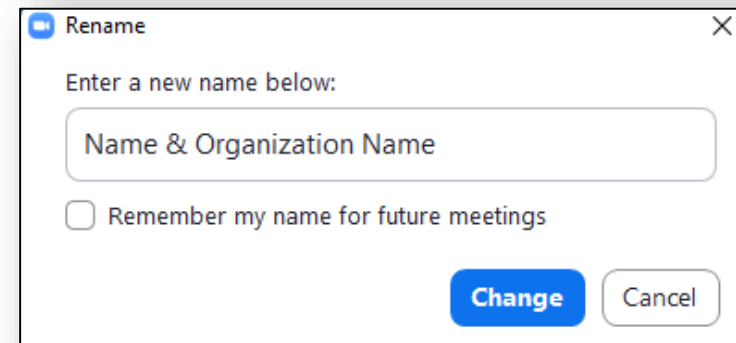 Rename
Enter a new name below:
Name & Organization Name
Remember my name for future meetings
Change Cancel